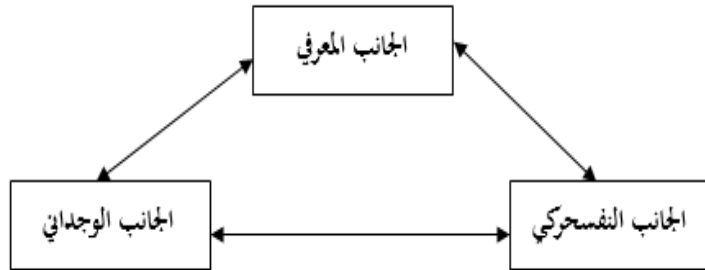 الجانب المعرفي
الجانب النفسحركي
الجانب الوجداني